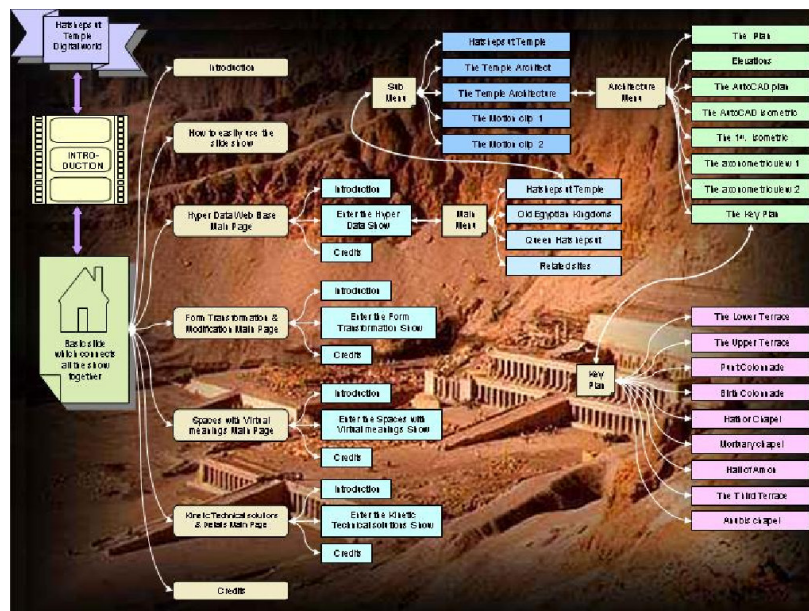 Hatshepsut
Temple
Digital world
INTRO-
DUCTION
Basic slide
which connects
all the show
together
Introduction
How to easily use the
slide show
Hyper Data/Web Base
Main Page
Form Transformation &
Modification Main Page
Spaces with Virtual
meanings Main Page
Kinetic Technical solutions
& Details Main Page
Credits
Introduction
Enter the Hyper
Data Show
Credits
Introduction
Enter the Form
Transformation Show
Credits
Introduction
Enter the Spaces with
Virtual meanings Show
Credits
Introduction
Enter the Kinetic
Technical solutions Show
Credits
Main
Menu
Hatshepsut Temple
Old Egyptian Kingdoms
Queen Hatshepsut
Related sites
Sub
Menu
Hatshepsut Temple
The Temple Architect
The Temple Architecture
The Motion clip 1
The Motion clip 2
Architecture
Menu
The Plan
Elevations
The AutoCAD plan
The AutoCAD isometric
The 1st. Isometric
The axonometric view 1
The axonometric view 2
The Key Plan
Key
Plan
The Lower Terrace
The Upper Terrace
Punt Colonnade
Birth Colonnade
Hathor Chapel
Mortuary chapel
Hall of Amon
The Third Terrace
Anubis chapel